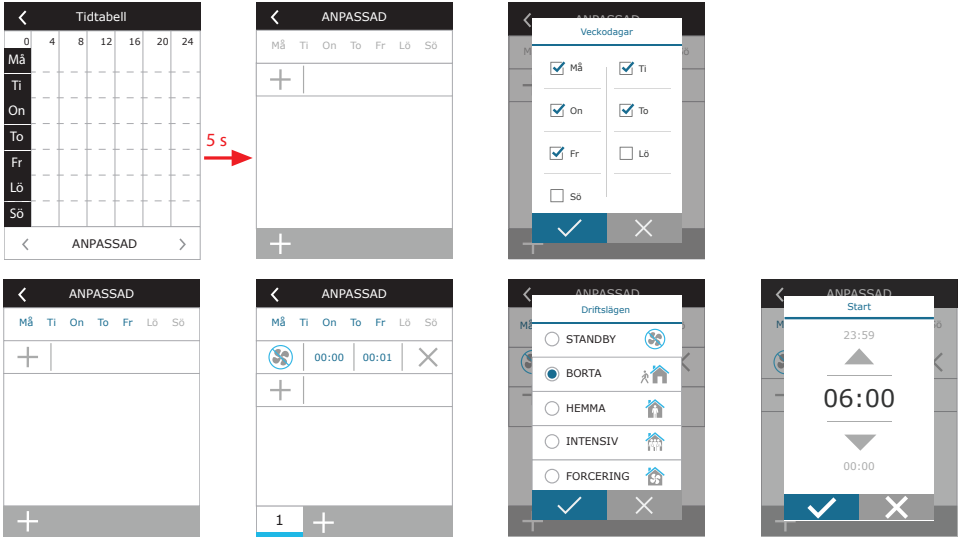 Tidtabell
0 4 8 12 16 20 24
Må
Ti
On
To
Fr
Lö
Sö
ANPASSAD
5 s
ANPASSAD
Må Ti On To Fr Lö Sö
ANPASSAD
Veckodagar
Må Ti
On To
Fr Lö
Sö
ANPASSAD
Må Ti On To Fr Lö Sö
ANPASSAD
Må Ti On To Fr Lö Sö
00:00 00:01
1
ANPASSAD
Driftslägen
STANDBY
BORTA
HEMMA
INTENSIV
FORCERING
ANPASSAD
Start
23:59
06:00
00:00